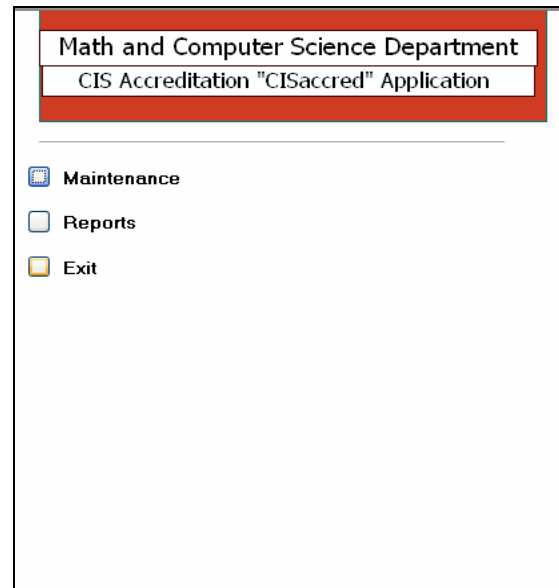 Math and Computer Science Department
CIS Accreditation "CISaccred" Application
Maintenance
Reports
Exit